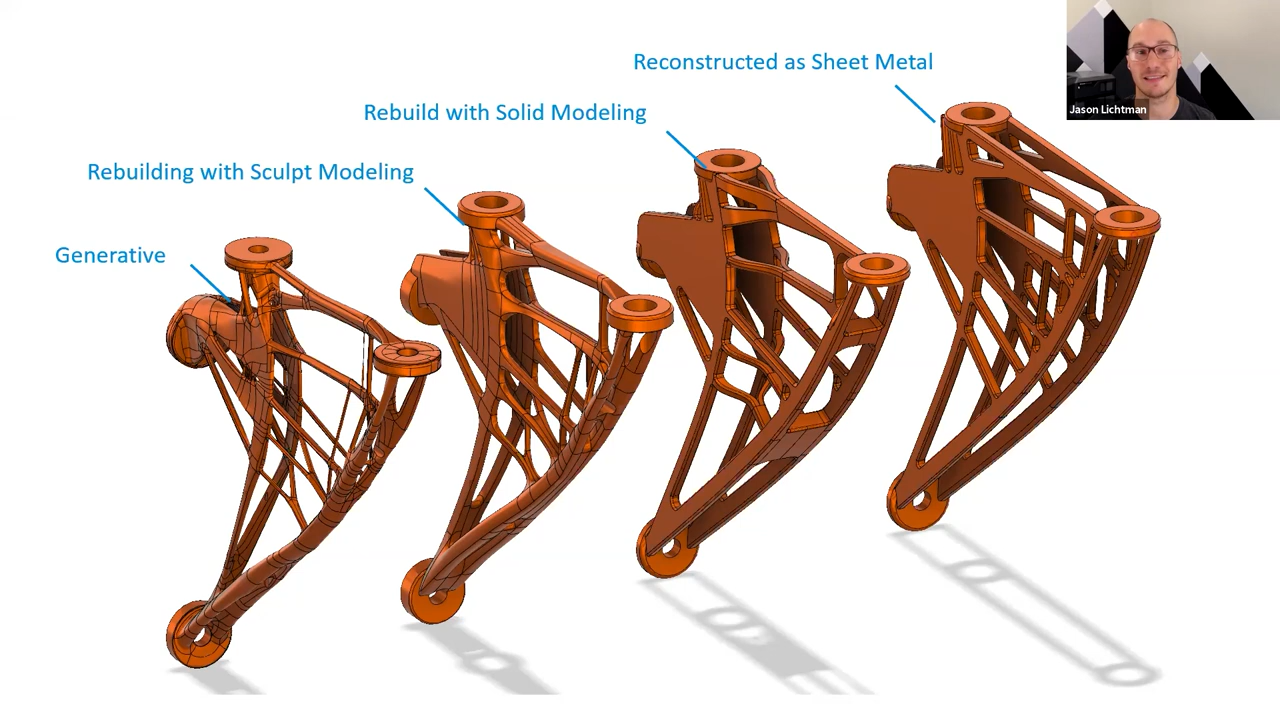 Reconstructed as Sheet Metal
Rebuild with Solid Modeling
Rebuilding with Sculpt Modeling
Generative
Jason Lichtman